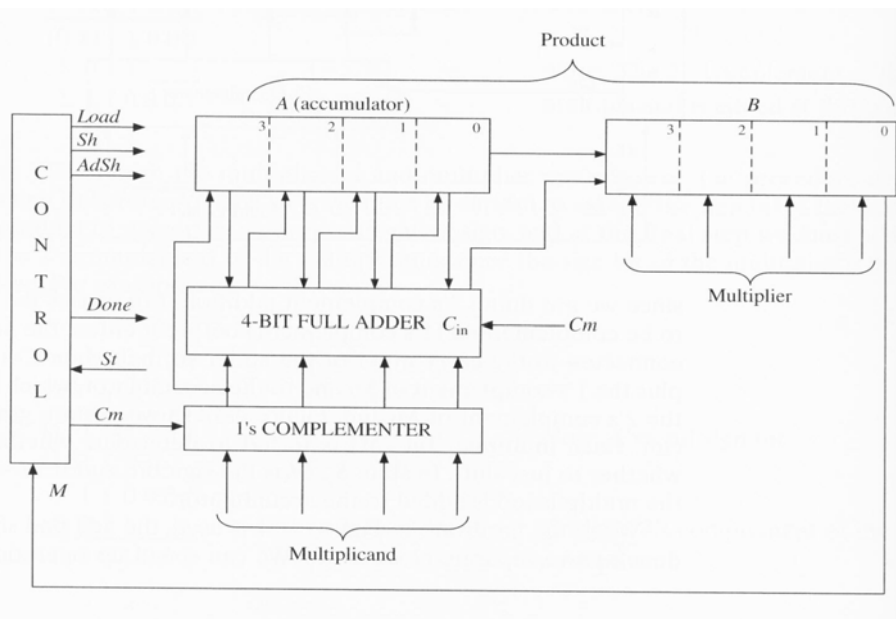 Product
A (accumulator)
B
3 2 1 0
3 2 1 0
Load
Sh
AdSh
CONTROL
Done
St
Cm
M
4-BIT FULL ADDER Cin
Cm
Multiplier
1's COMPLEMENTER
Multiplicand